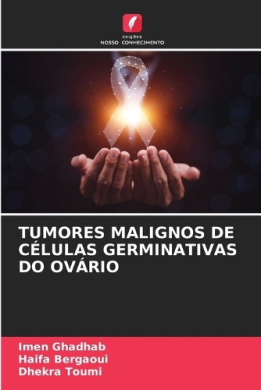 edições
NOSSO CONHECIMENTO
TUMORES MALIGNOS DE
CÉLULAS GERMINATIVAS
DO OVÁRIO
Imen Ghadhab
Haifa Bergaoui
Dhekra Toumi